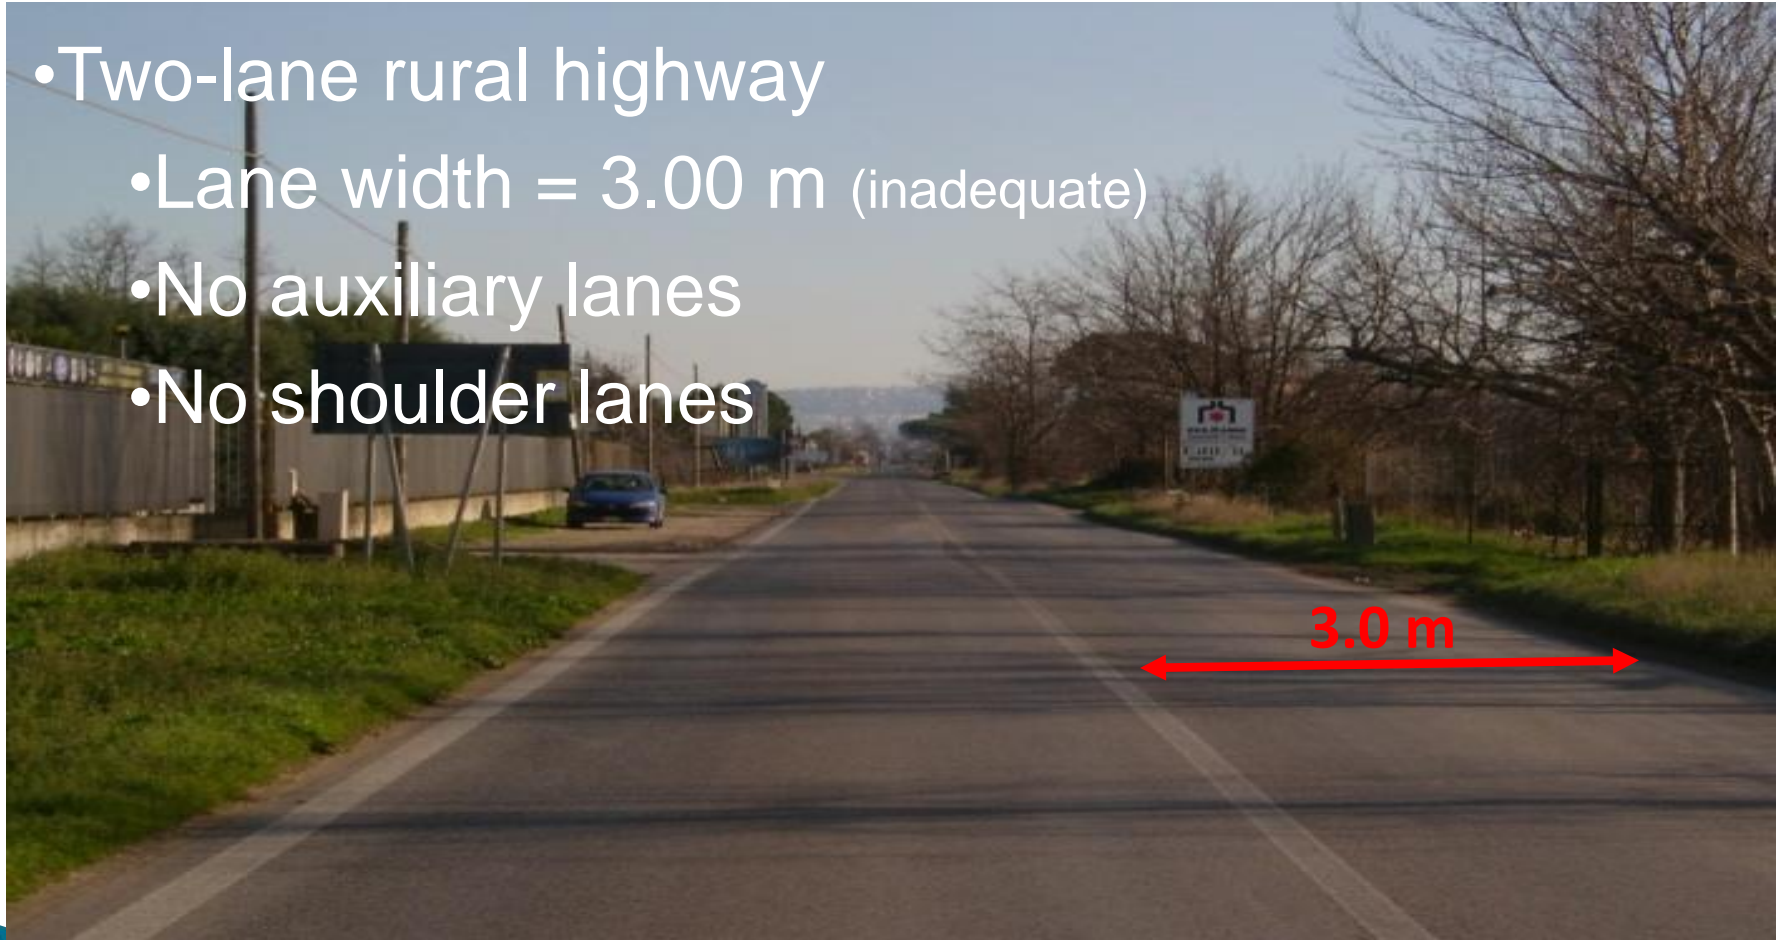 •Two-lane rural highway
•Lane width = 3.00 m (inadequate)
•No auxiliary lanes
•No shoulder lanes
3.0 m